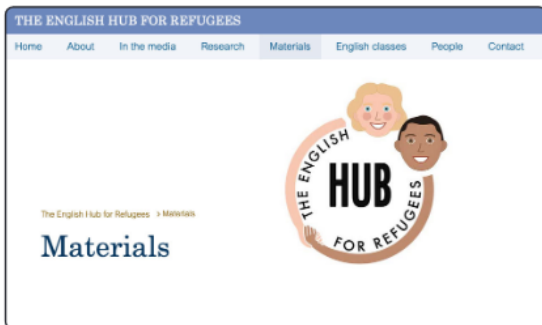 THE ENGLISH HUB FOR REFUGEES
Home About In the media Research Materials English classes People Contact
THE ENGLISH
HUB
FOR REFUGEES
The English Hub for Refugees > Materials
Materials